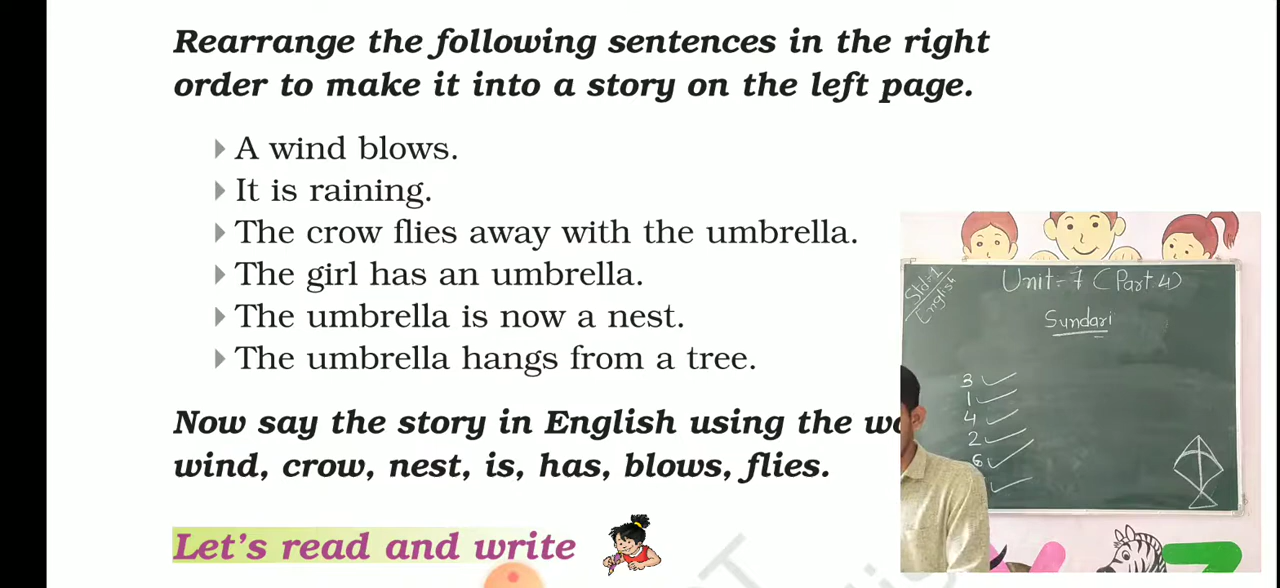 Rearrange the following sentences in the right
order to make it into a story on the left page.
A wind blows.
It is raining.
The crow flies away with the umbrella.
The girl has an umbrella.
The umbrella is now a nest.
The umbrella hangs from a tree.
Now say the story in English using the
wind, crow, nest, is, has, blows, flies.
Let's read and write
Std:-1
English
Unit=7 (Part 4)
Sundari
3
1
4
2
6